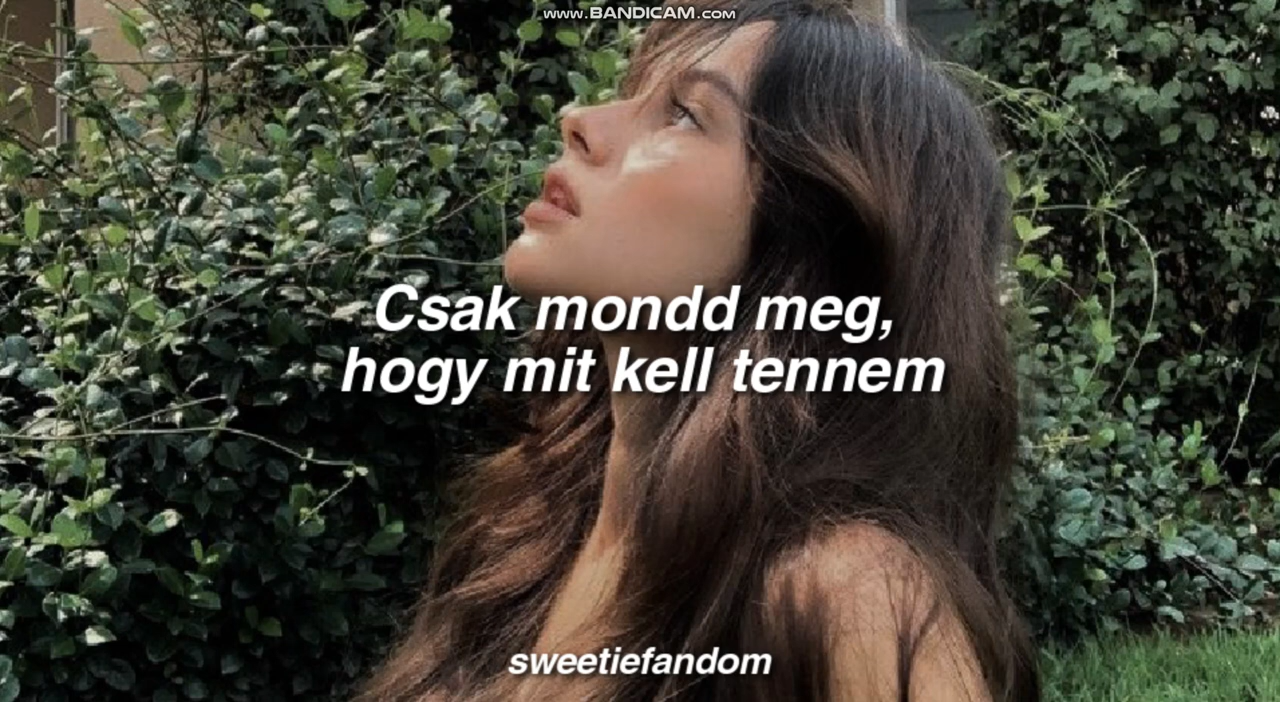 www.BANDICAM.com
Csak mondd meg,
hogy mit kell tennem
sweetiefandom